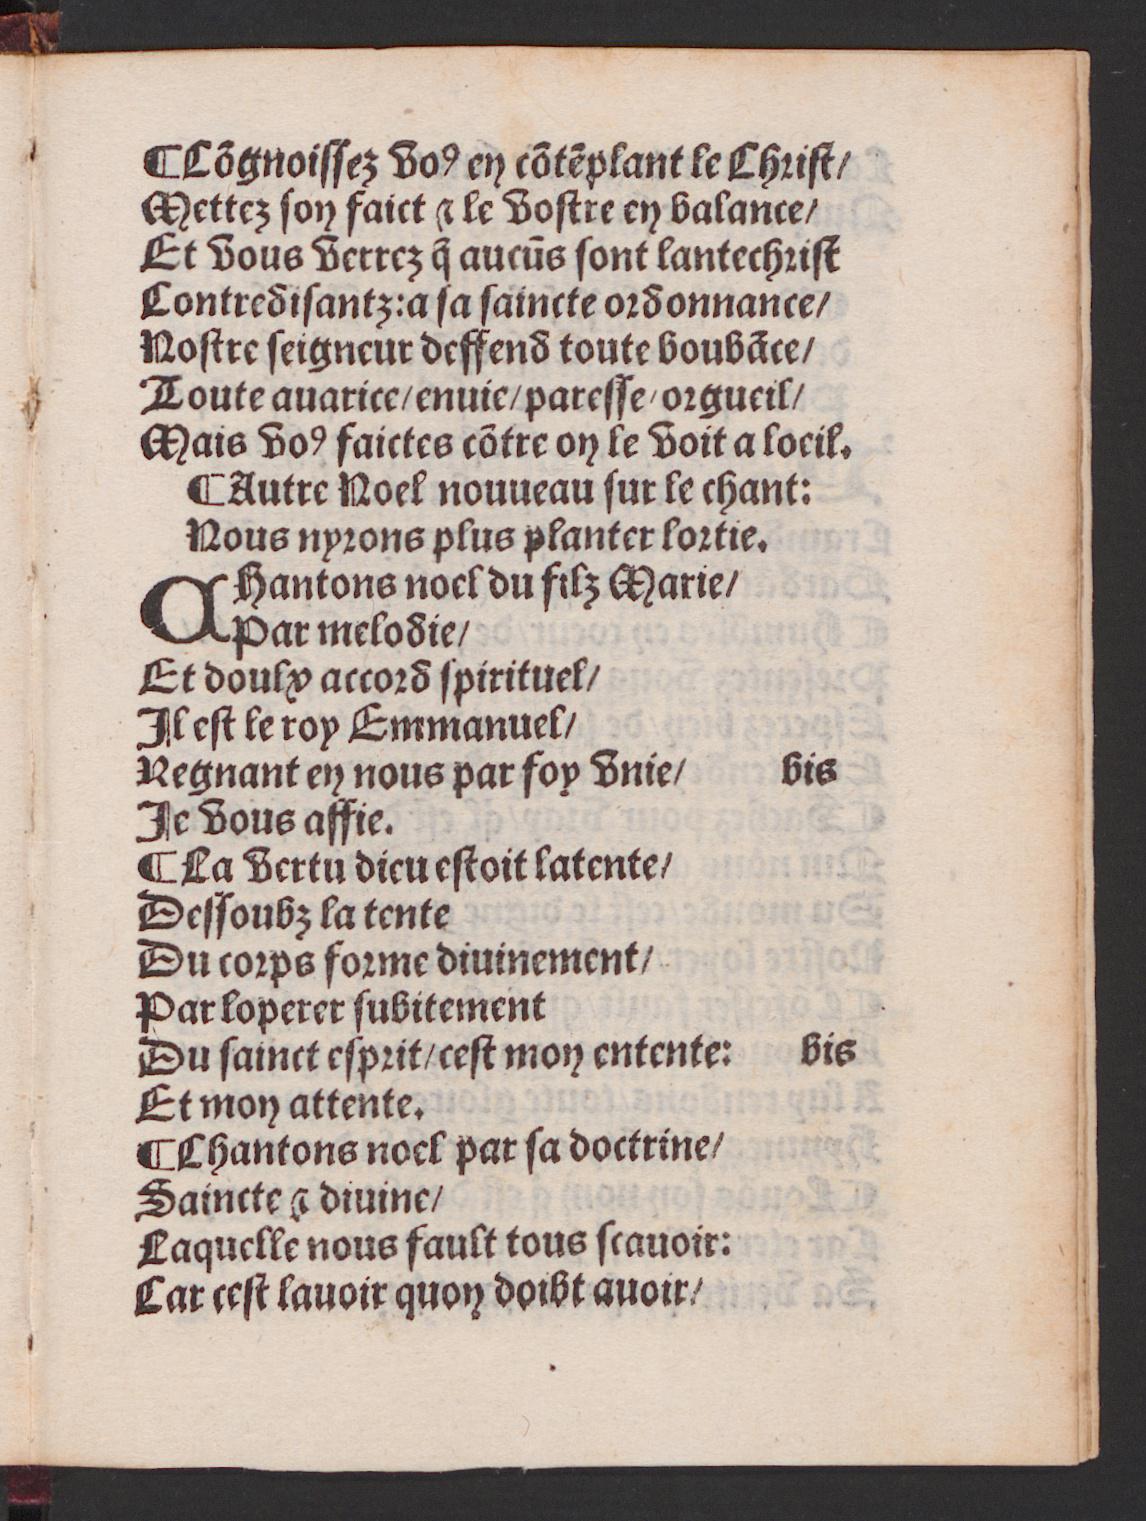 ¶Cõgnoissez voꝰ en cõtẽplant le Christ/
Mettez son faict ⁊ le vostre en balance/
Et vous verrez q̃ aucũs sont lantechrist
Contredisantz:a sa saincte ordonnance/
Nostre seigneur deffend toute boubãce/
Toute auarice/enuie/paresse/orgueil/
Mais voꝰ faictes cõtre on le voit a loeil.
¶Autre Noel nouueau sur le chant:
Nous nyrons plus planter lortie.
Chantons noel du filz Marie/
Par melodie/
Et doulx accord spirituel/
Il est le roy Emmanuel/
Regnant en nous par foy vnie/ bis
Je vous affie.
¶La vertu dieu estoit latente/
Dessoubz la tente
Du corps forme diuinement/
Par loperer subitement
Du sainct esprit/cest mon entente: bis
Et mon attente.
¶Chantons noel par sa doctrine/
Saincte ⁊ diuine/
Laquelle nous fault tous scauoir:
Car cest lauoir quon doibt auoir/